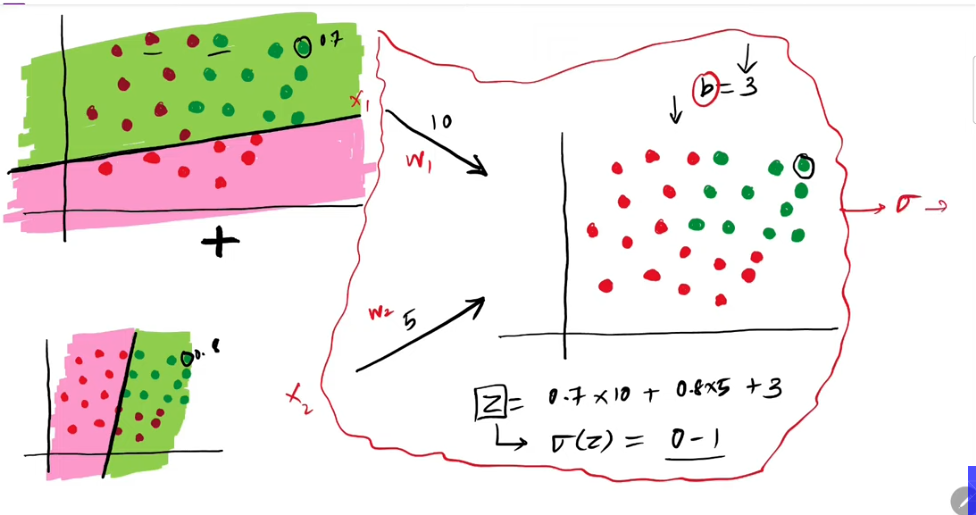 0.7
x₁
10
w₁
b = 3
σ
+
w₂
5
0.8
x₂
z = 0.7 × 10 + 0.8×5 + 3
σ(z) = 0 - 1